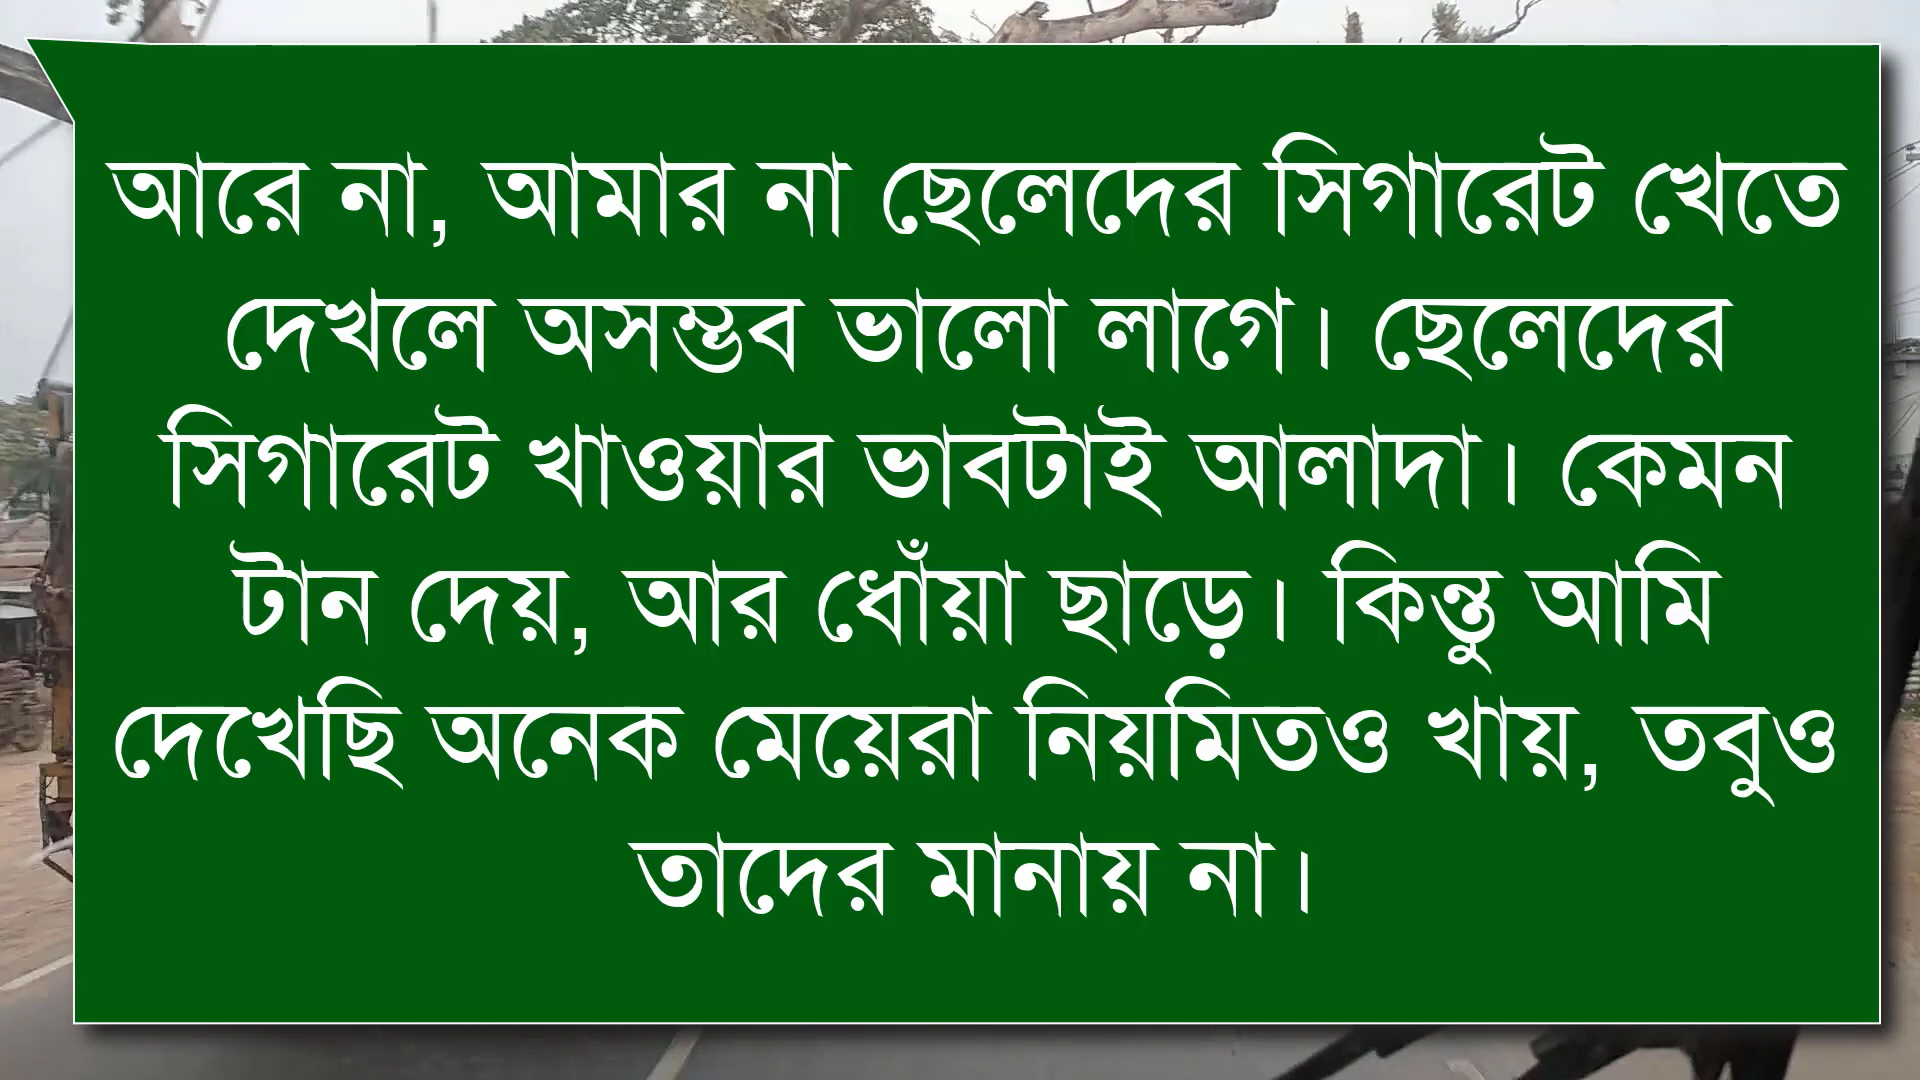 আরে না, আমার না ছেলেদের সিগারেট খেতে
দেখলে অসম্ভব ভালো লাগে। ছেলেদের
সিগারেট খাওয়ার ভাবটাই আলাদা। কেমন
টান দেয়, আর ধোঁয়া ছাড়ে। কিন্তু আমি
দেখেছি অনেক মেয়েরা নিয়মিতও খায়, তবুও
তাদের মানায় না।